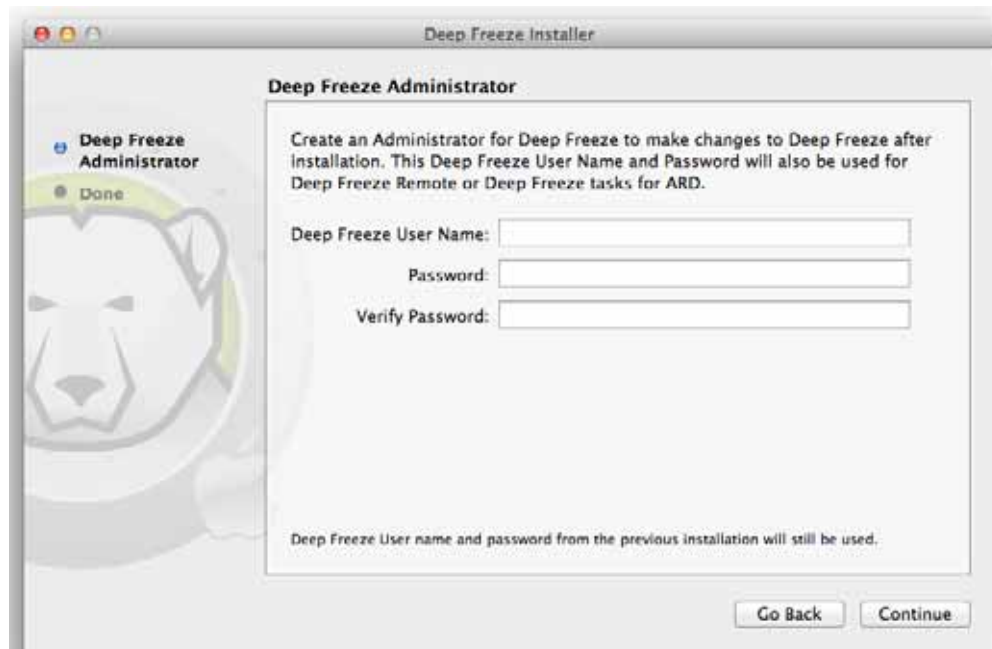 Deep Freeze Installer
Deep Freeze Administrator
Deep Freeze
Administrator
Done
Create an Administrator for Deep Freeze to make changes to Deep Freeze after
installation. This Deep Freeze User Name and Password will also be used for
Deep Freeze Remote or Deep Freeze tasks for ARD.
Deep Freeze User Name:
Password:
Verify Password:
Deep Freeze User name and password from the previous installation will still be used.
Go Back
Continue